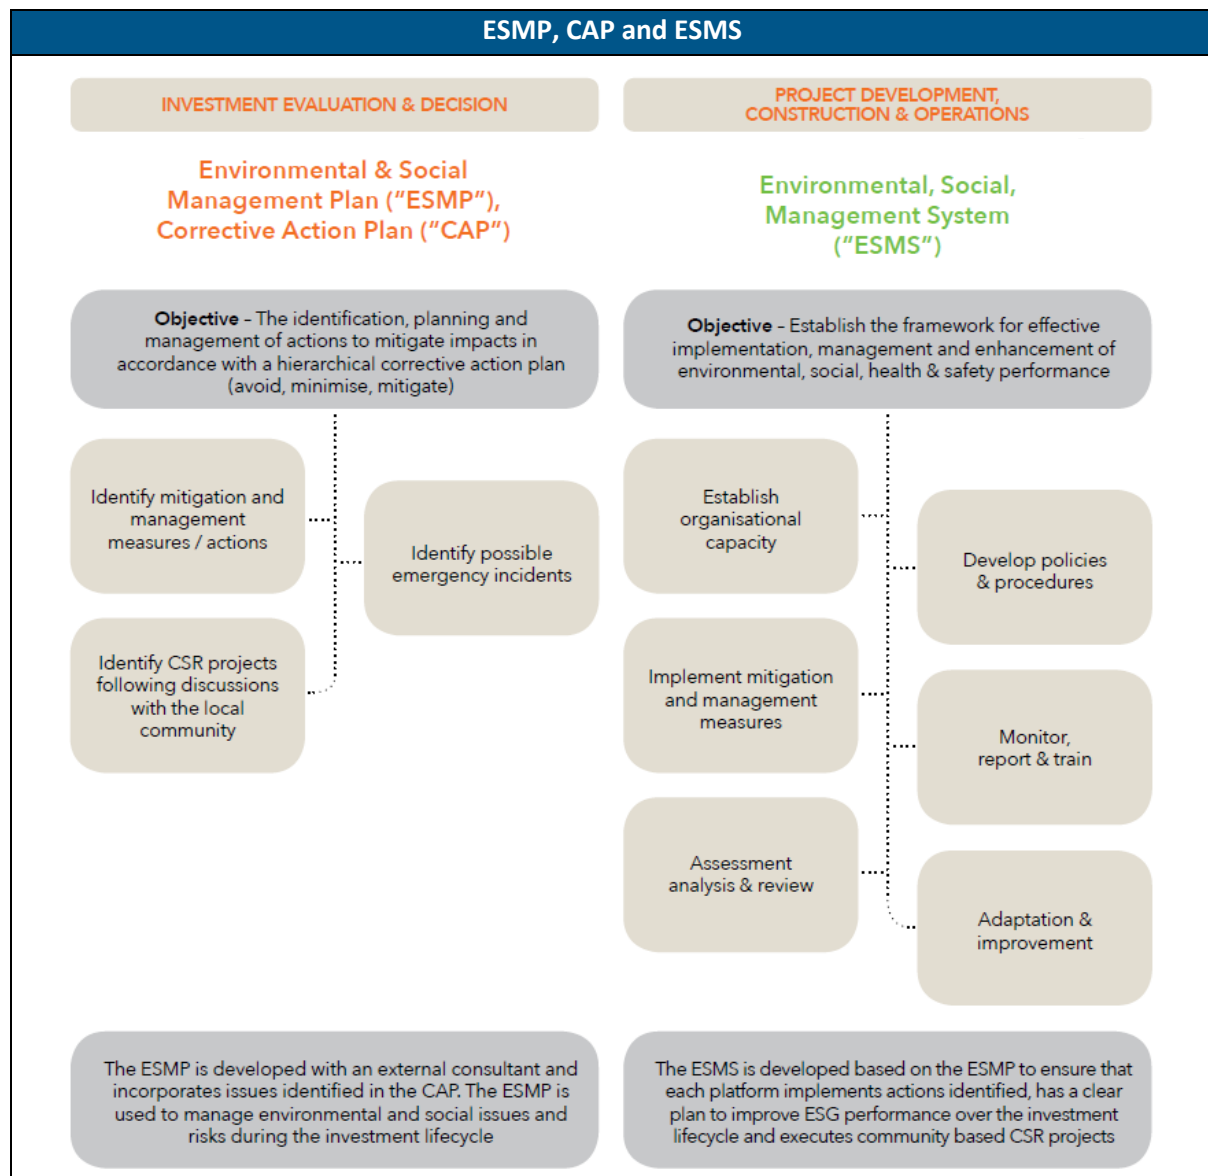 ESMP, CAP and ESMS
INVESTMENT EVALUATION & DECISION
Environmental & Social
Management Plan (“ESMP”),
Corrective Action Plan (“CAP”)
Objective – The identification, planning and
management of actions to mitigate impacts in
accordance with a hierarchical corrective action plan
(avoid, minimise, mitigate)
Identify mitigation and
management
measures / actions
Identify possible
emergency incidents
Identify CSR projects
following discussions
with the local
community
The ESMP is developed with an external consultant and
incorporates issues identified in the CAP. The ESMP is
used to manage environmental and social issues and
risks during the investment lifecycle
PROJECT DEVELOPMENT,
CONSTRUCTION & OPERATIONS
Environmental, Social,
Management System
(“ESMS”)
Objective – Establish the framework for effective
implementation, management and enhancement of
environmental, social, health & safety performance
Establish
organisational
capacity
Develop policies
& procedures
Implement mitigation
and management
measures
Monitor,
report & train
Assessment
analysis & review
Adaptation &
improvement
The ESMS is developed based on the ESMP to ensure that
each platform implements actions identified, has a clear
plan to improve ESG performance over the investment
lifecycle and executes community based CSR projects